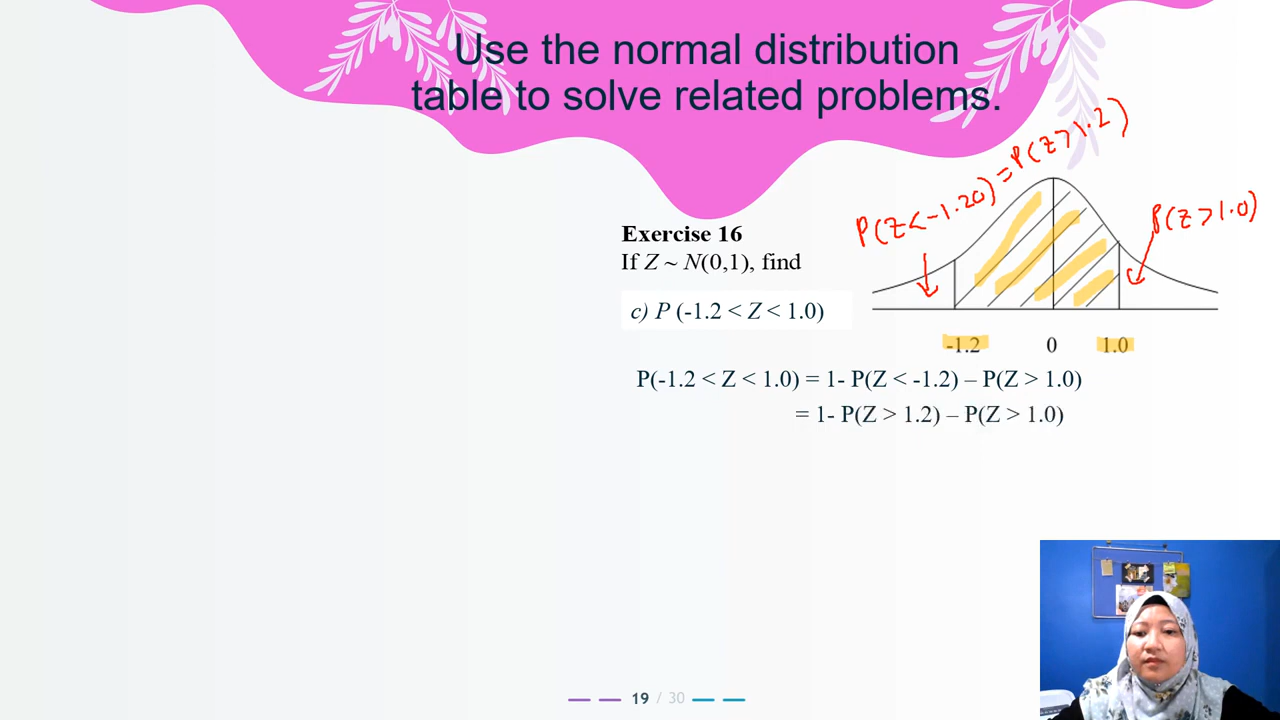 Use the normal distribution
table to solve related problems.
P(Z<-1.20) = P(Z>1.2)
P(Z>1.0)
Exercise 16
If Z ~ N(0,1), find
c) P (-1.2 < Z < 1.0)
-1.2 0 1.0
P(-1.2 < Z < 1.0) = 1- P(Z < -1.2) – P(Z > 1.0)
= 1- P(Z > 1.2) – P(Z > 1.0)
19 / 30